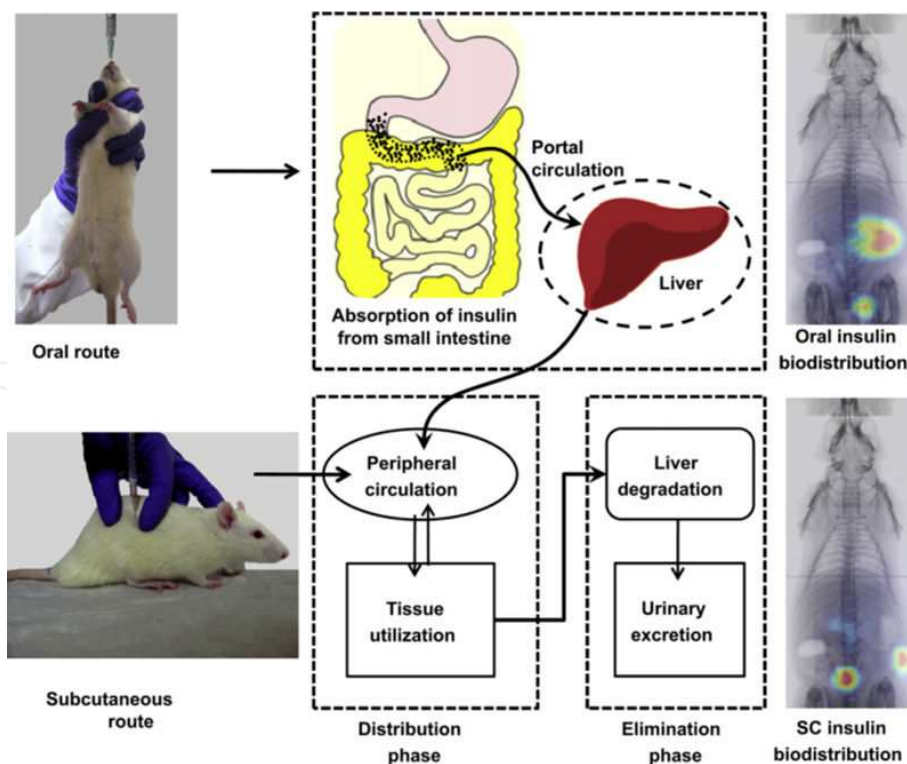 Portal
circulation
Liver
Absorption of insulin
from small intestine
Oral route
Oral insulin
biodistribution
Peripheral
circulation
Liver
degradation
Tissue
utilization
Urinary
excretion
Subcutaneous
route
Distribution
phase
Elimination
phase
SC insulin
biodistribution